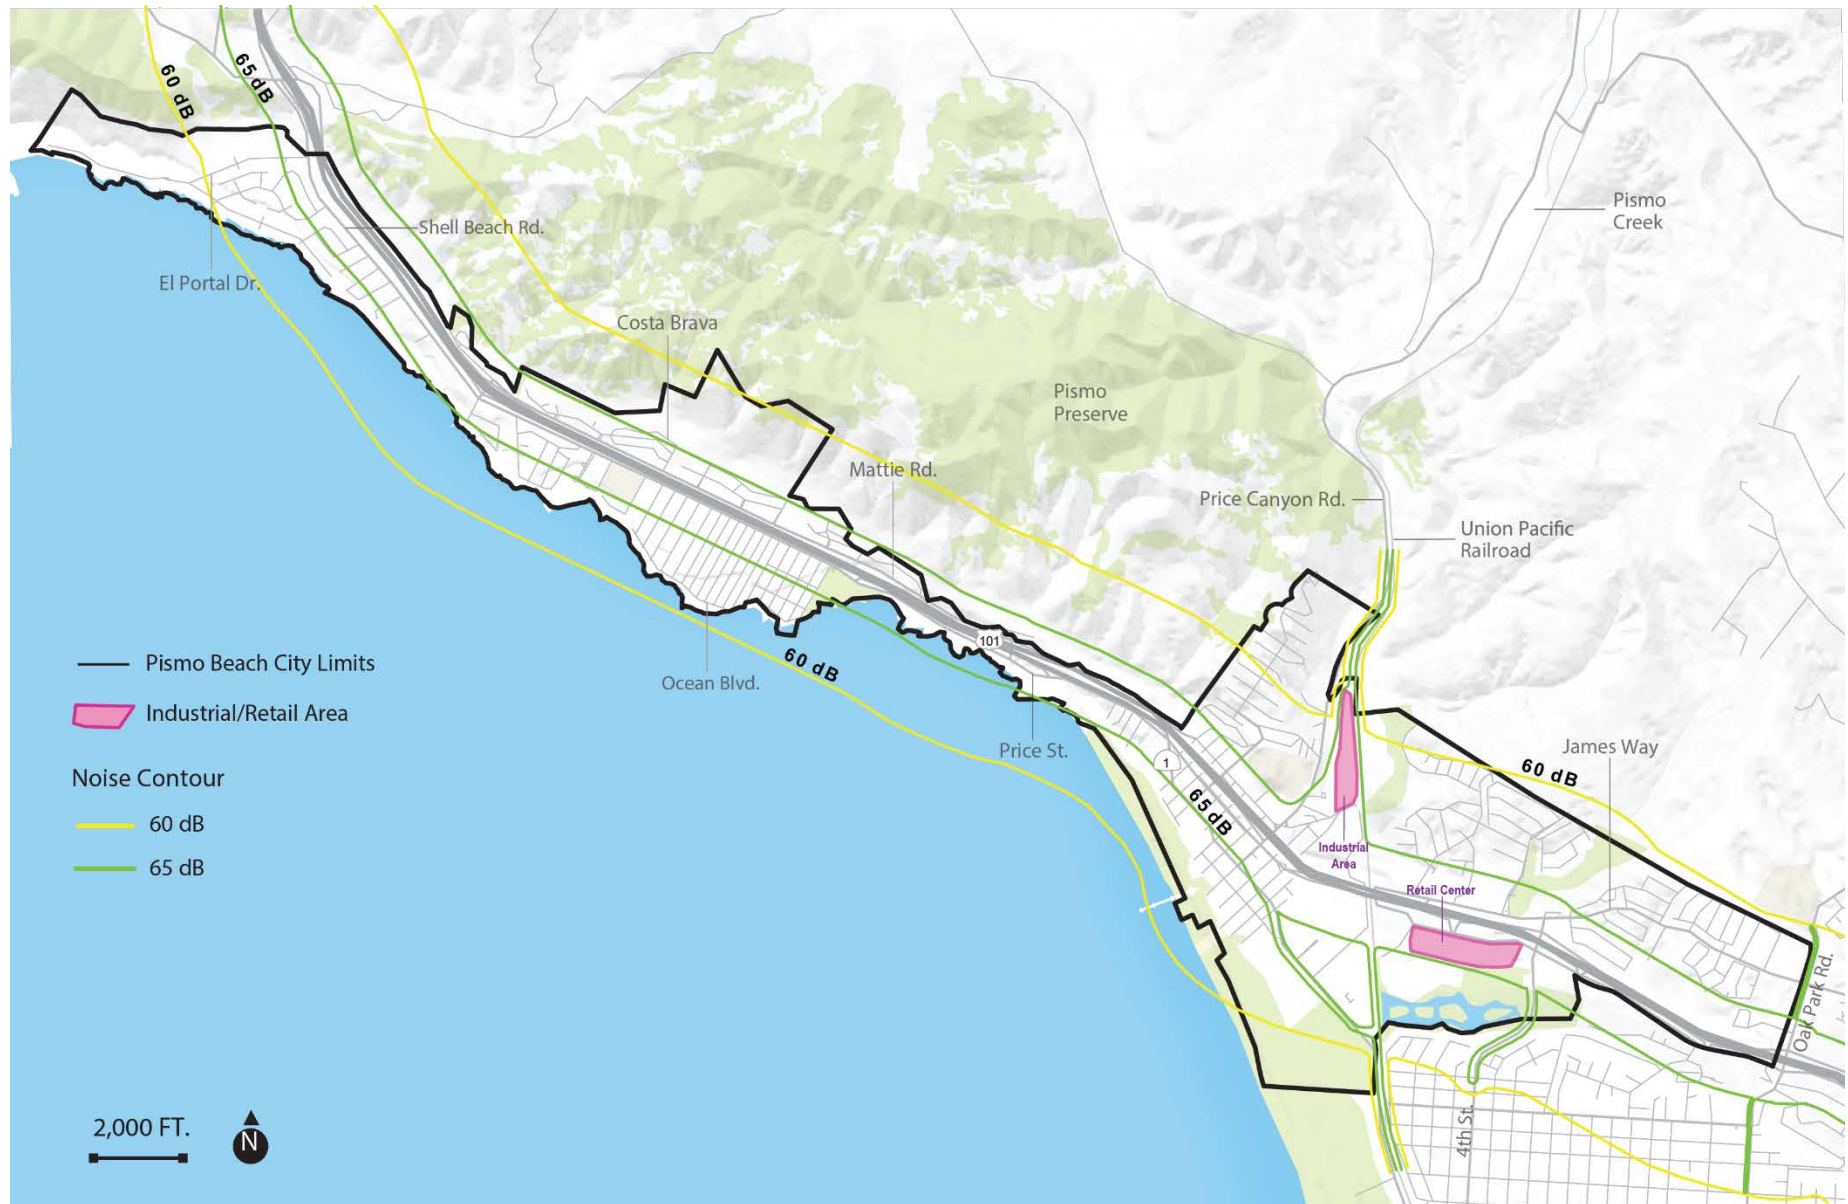 60 dB
65 dB
Shell Beach Rd.
El Portal Dr.
Costa Brava
Pismo
Creek
Pismo
Preserve
Mattie Rd.
Price Canyon Rd.
Union Pacific
Railroad
101
60 dB
Ocean Blvd.
Price St.
1
65 dB
James Way
60 dB
Industrial
Area
Retail Center
Oak Park Rd.
4th St.
Pismo Beach City Limits
Industrial/Retail Area
Noise Contour
60 dB
65 dB
2,000 FT.
N